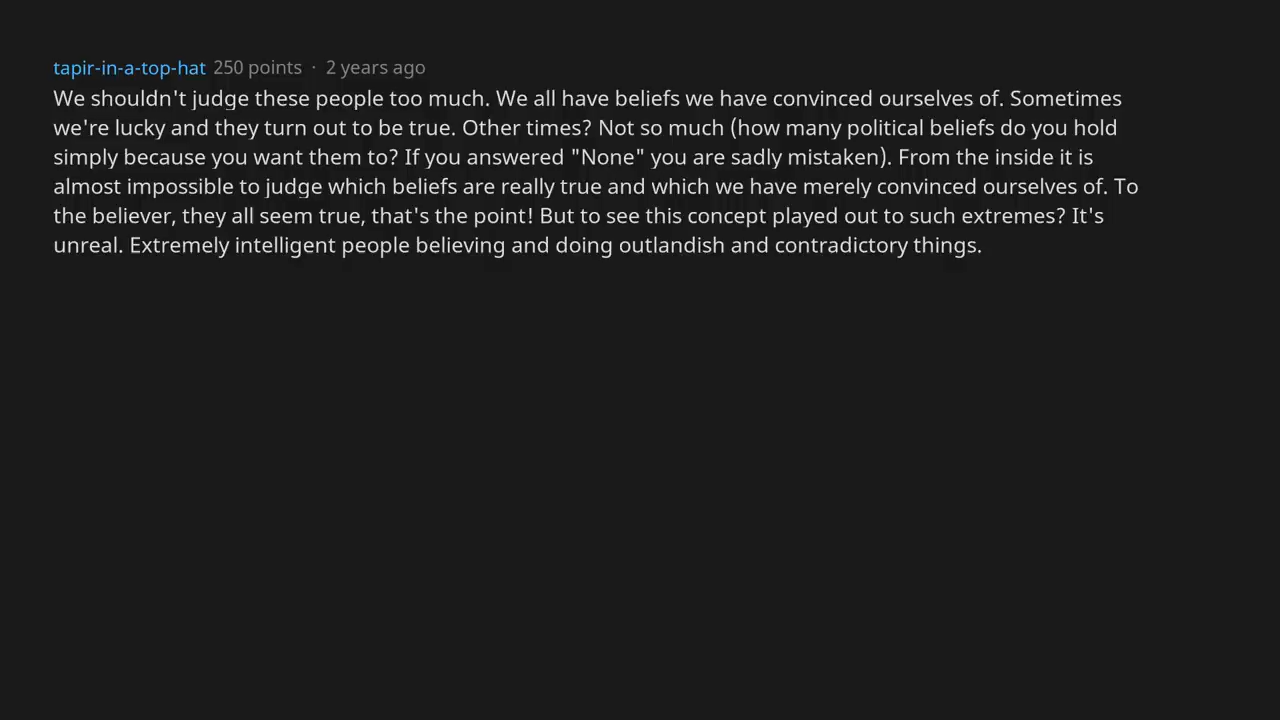 tapir-in-a-top-hat 250 points · 2 years ago
We shouldn't judge these people too much. We all have beliefs we have convinced ourselves of. Sometimes
we're lucky and they turn out to be true. Other times? Not so much (how many political beliefs do you hold
simply because you want them to? If you answered "None" you are sadly mistaken). From the inside it is
almost impossible to judge which beliefs are really true and which we have merely convinced ourselves of. To
the believer, they all seem true, that's the point! But to see this concept played out to such extremes? It's
unreal. Extremely intelligent people believing and doing outlandish and contradictory things.